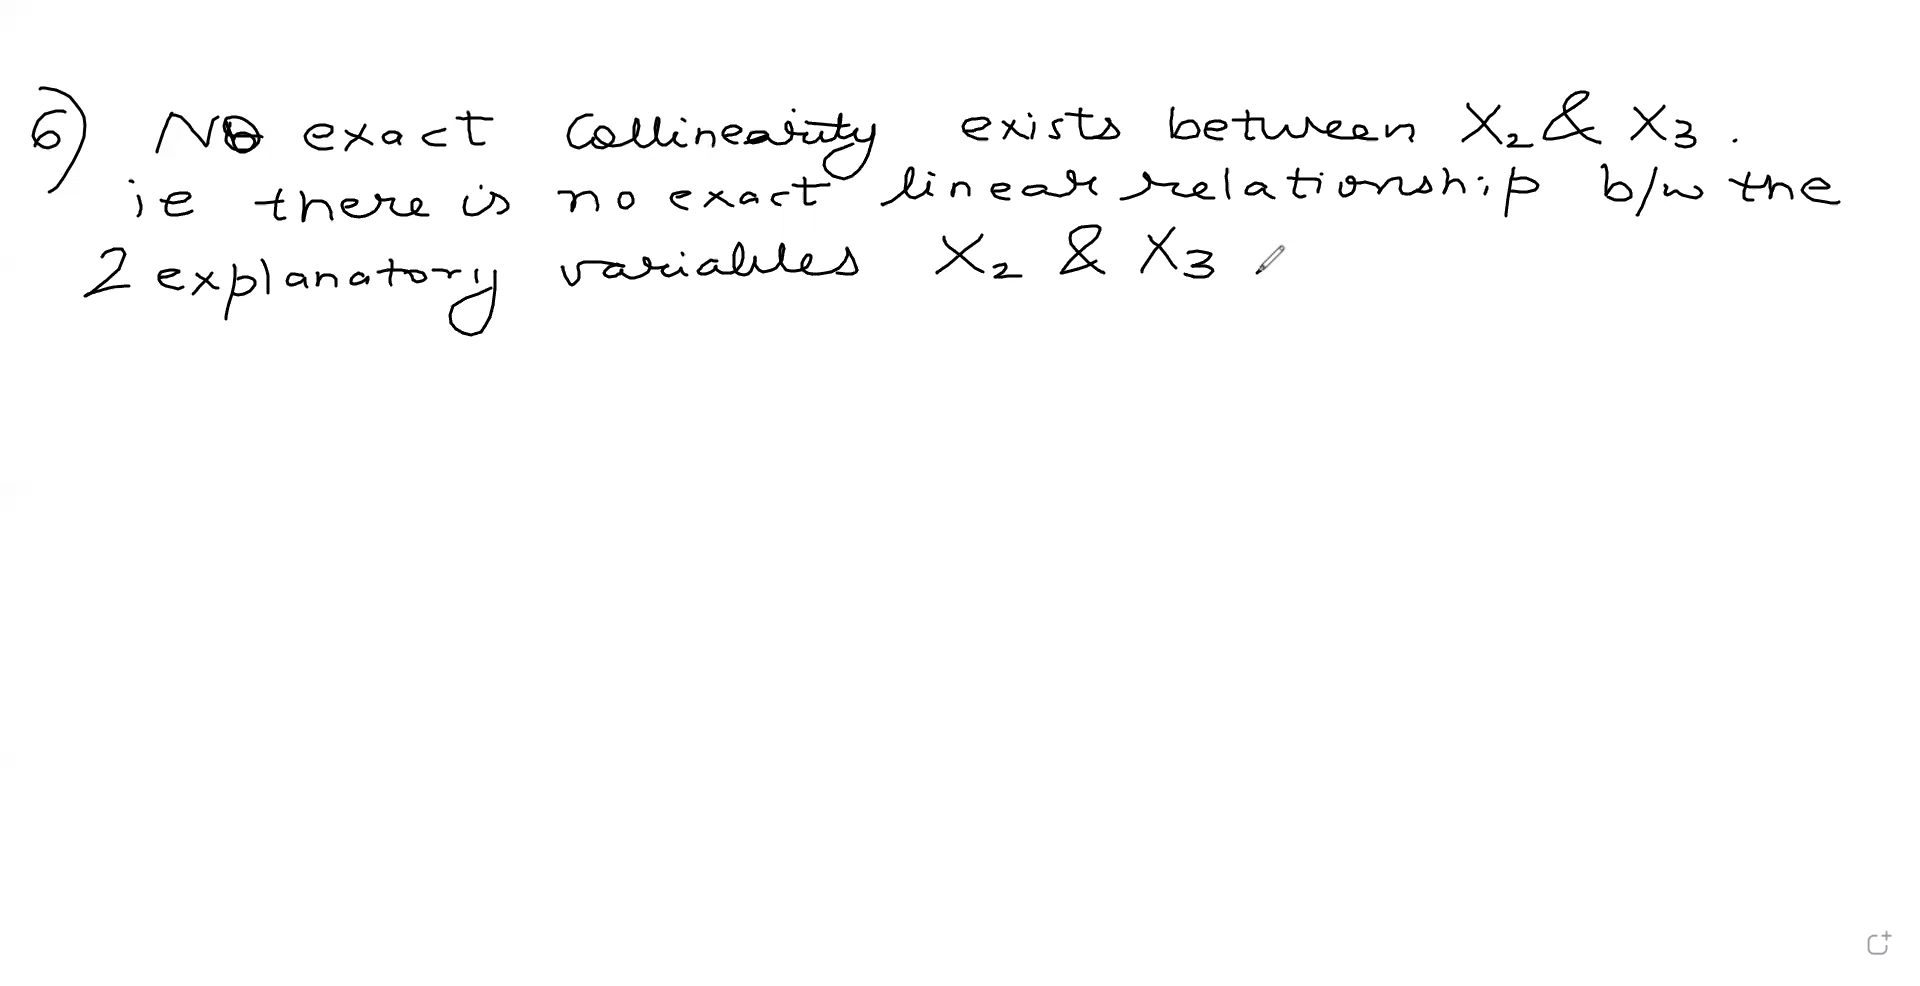 6) No exact Collinearity exists between X₂ & X₃.
ie there is no exact linear relationship b/w the
2 explanatory variables X₂ & X₃